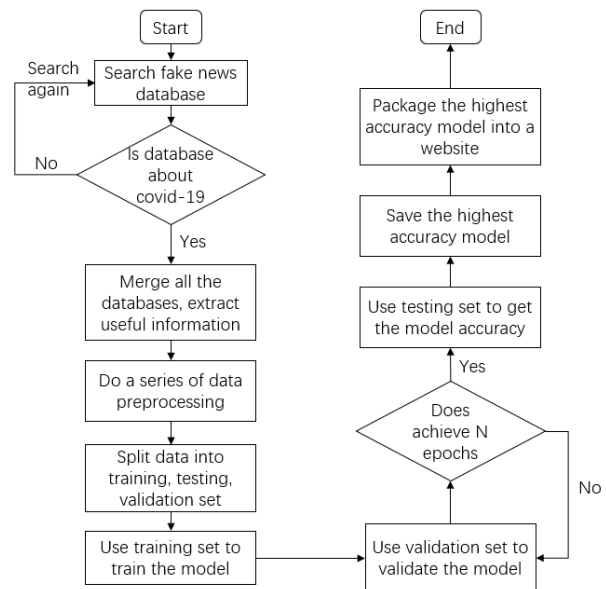 Start
Search fake news
database
Search
again
Is database
about
covid-19
No
Yes
Merge all the
databases, extract
useful information
Do a series of data
preprocessing
Split data into
training, testing,
validation set
Use training set to
train the model
Use validation set to
validate the model
Does
achieve N
epochs
No
Yes
Use testing set to get
the model accuracy
Save the highest
accuracy model
Package the highest
accuracy model into a
website
End